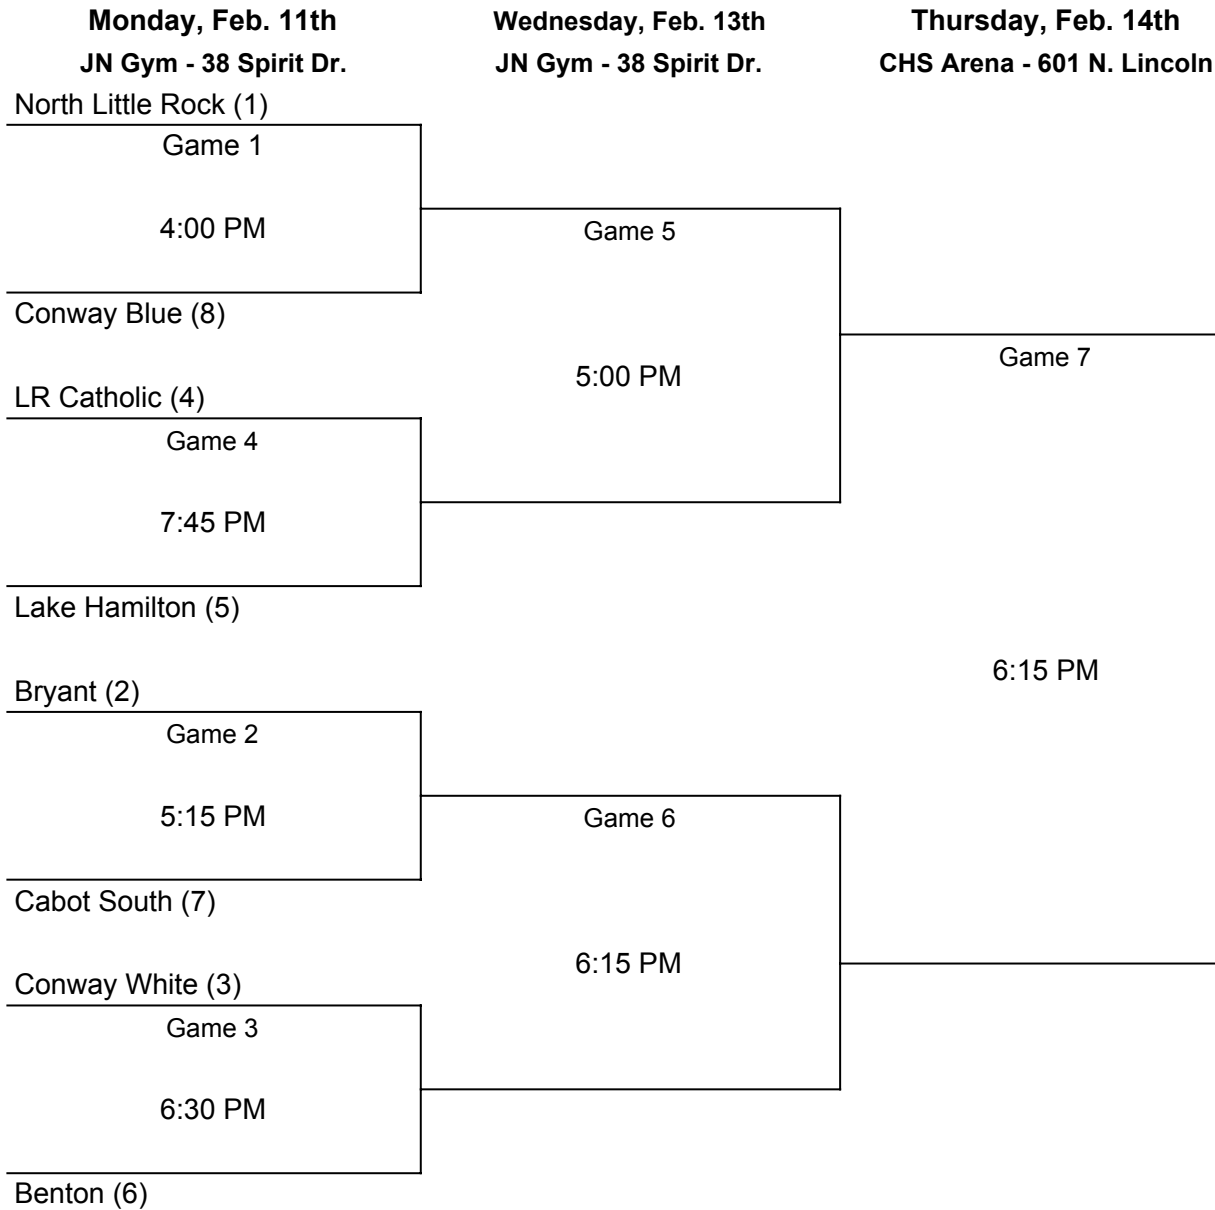 Monday, Feb. 11th
Wednesday, Feb. 13th
Thursday, Feb. 14th
JN Gym - 38 Spirit Dr.
JN Gym - 38 Spirit Dr.
CHS Arena - 601 N. Lincoln
North Little Rock (1)
Game 1
4:00 PM
Game 5
Conway Blue (8)
Game 7
5:00 PM
LR Catholic (4)
Game 4
7:45 PM
Lake Hamilton (5)
6:15 PM
Bryant (2)
Game 2
5:15 PM
Game 6
Cabot South (7)
6:15 PM
Conway White (3)
Game 3
6:30 PM
Benton (6)